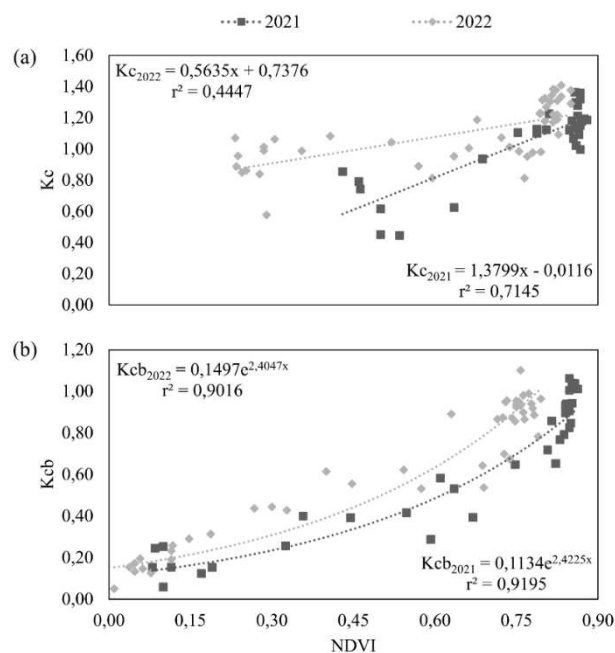 2021 2022
(a)
1,60
1,40
1,20
1,00
0,80
0,60
0,40
0,20
0,00
Kc
Kc2022 = 0,5635x + 0,7376
r² = 0,4447
Kc2021 = 1,3799x - 0,0116
r² = 0,7145
(b)
1,20
1,00
0,80
0,60
0,40
0,20
0,00
Kcb
Kcb2022 = 0,1497e^2,4047x
r² = 0,9016
Kcb2021 = 0,1134e^2,4225x
r² = 0,9195
0,00 0,15 0,30 0,45 0,60 0,75 0,90
NDVI